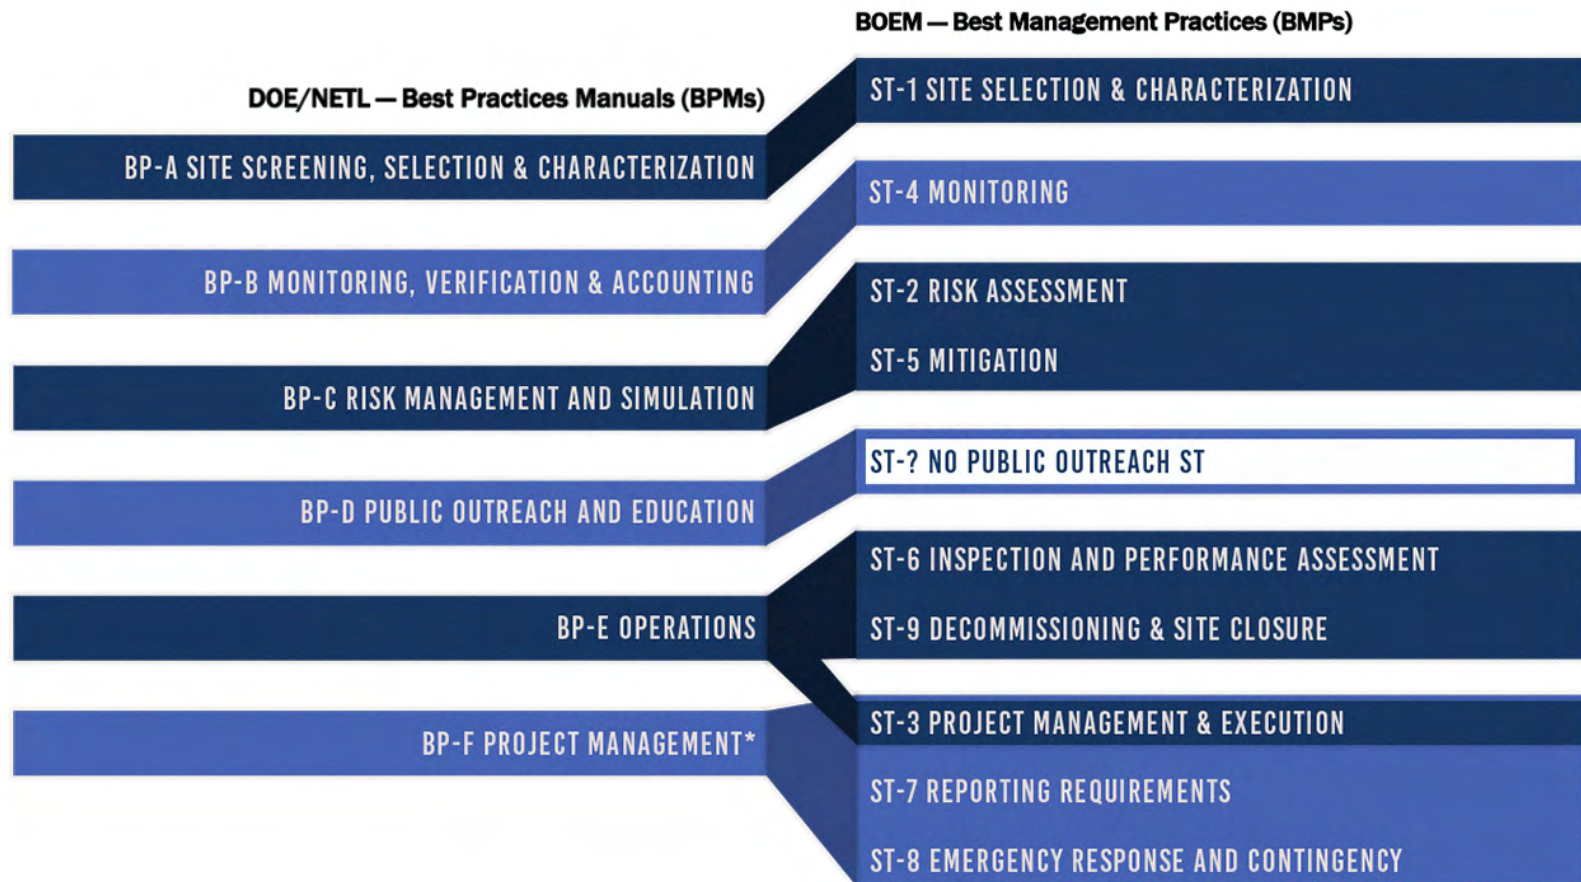 DOE/NETL — Best Practices Manuals (BPMs)
BP-A SITE SCREENING, SELECTION & CHARACTERIZATION
BP-B MONITORING, VERIFICATION & ACCOUNTING
BP-C RISK MANAGEMENT AND SIMULATION
BP-D PUBLIC OUTREACH AND EDUCATION
BP-E OPERATIONS
BP-F PROJECT MANAGEMENT*
BOEM — Best Management Practices (BMPs)
ST-1 SITE SELECTION & CHARACTERIZATION
ST-4 MONITORING
ST-2 RISK ASSESSMENT
ST-5 MITIGATION
ST-? NO PUBLIC OUTREACH ST
ST-6 INSPECTION AND PERFORMANCE ASSESSMENT
ST-9 DECOMMISSIONING & SITE CLOSURE
ST-3 PROJECT MANAGEMENT & EXECUTION
ST-7 REPORTING REQUIREMENTS
ST-8 EMERGENCY RESPONSE AND CONTINGENCY